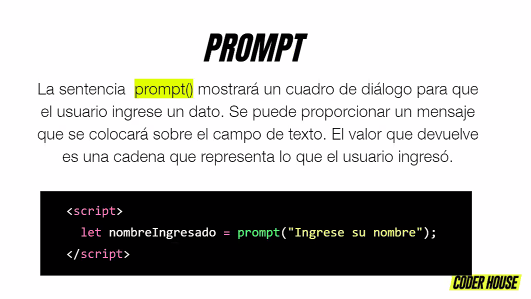 PROMPT
La sentencia prompt() mostrará un cuadro de diálogo para que
el usuario ingrese un dato. Se puede proporcionar un mensaje
que se colocará sobre el campo de texto. El valor que devuelve
es una cadena que representa lo que el usuario ingresó.
<script>
let nombreIngresado = prompt("Ingrese su nombre");
</script>
CODER HOUSE